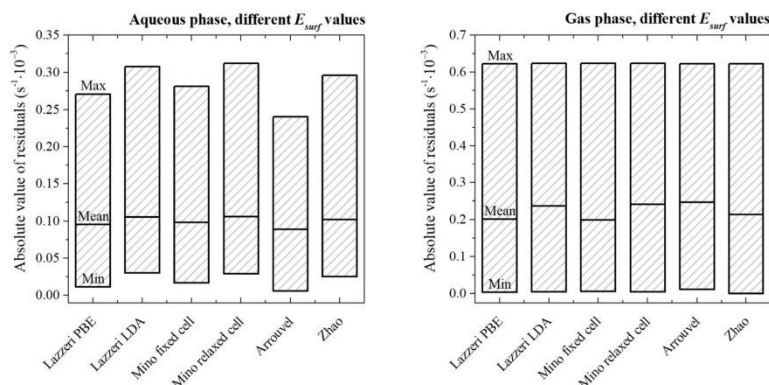 Aqueous phase, different E_surf values
Absolute value of residuals (s⁻¹·10⁻³)
0.35
0.30
0.25
0.20
0.15
0.10
0.05
0.00
Max
Mean
Min
Lazzeri PBE
Lazzeri LDA
Mino fixed cell
Mino relaxed cell
Arrouvel
Zhao
Gas phase, different E_surf values
Absolute value of residuals (s⁻¹·10⁻³)
0.7
0.6
0.5
0.4
0.3
0.2
0.1
0.0
Max
Mean
Min
Lazzeri PBE
Lazzeri LDA
Mino fixed cell
Mino relaxed cell
Arrouvel
Zhao